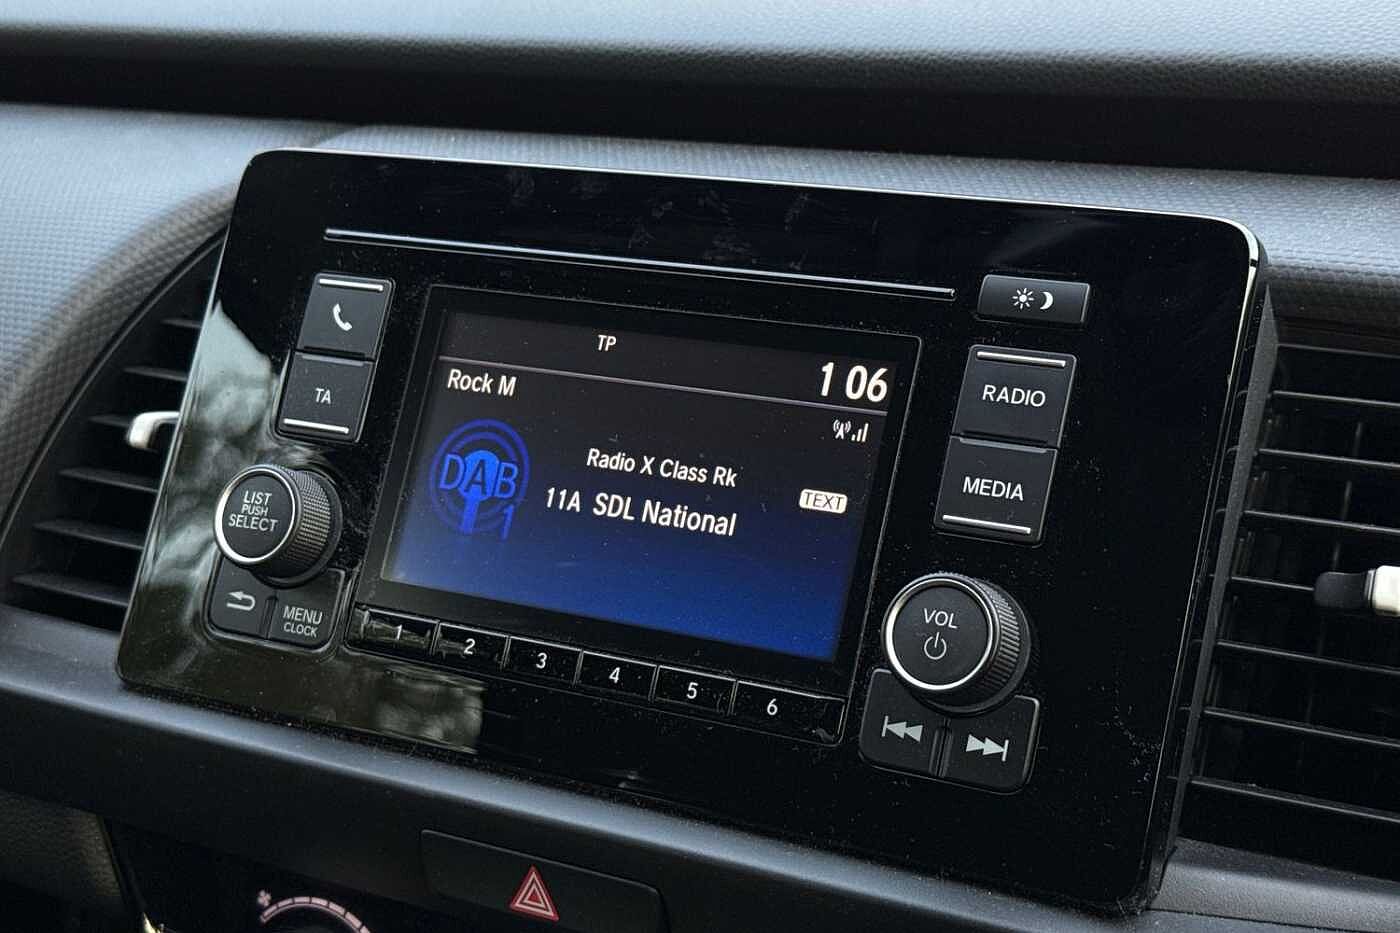 TP
1 06
Rock M
DAB
1
Radio X Class Rk
11A SDL National
TEXT
TA
LIST
PUSH
SELECT
MENU
CLOCK
RADIO
MEDIA
VOL
1 2 3 4 5 6